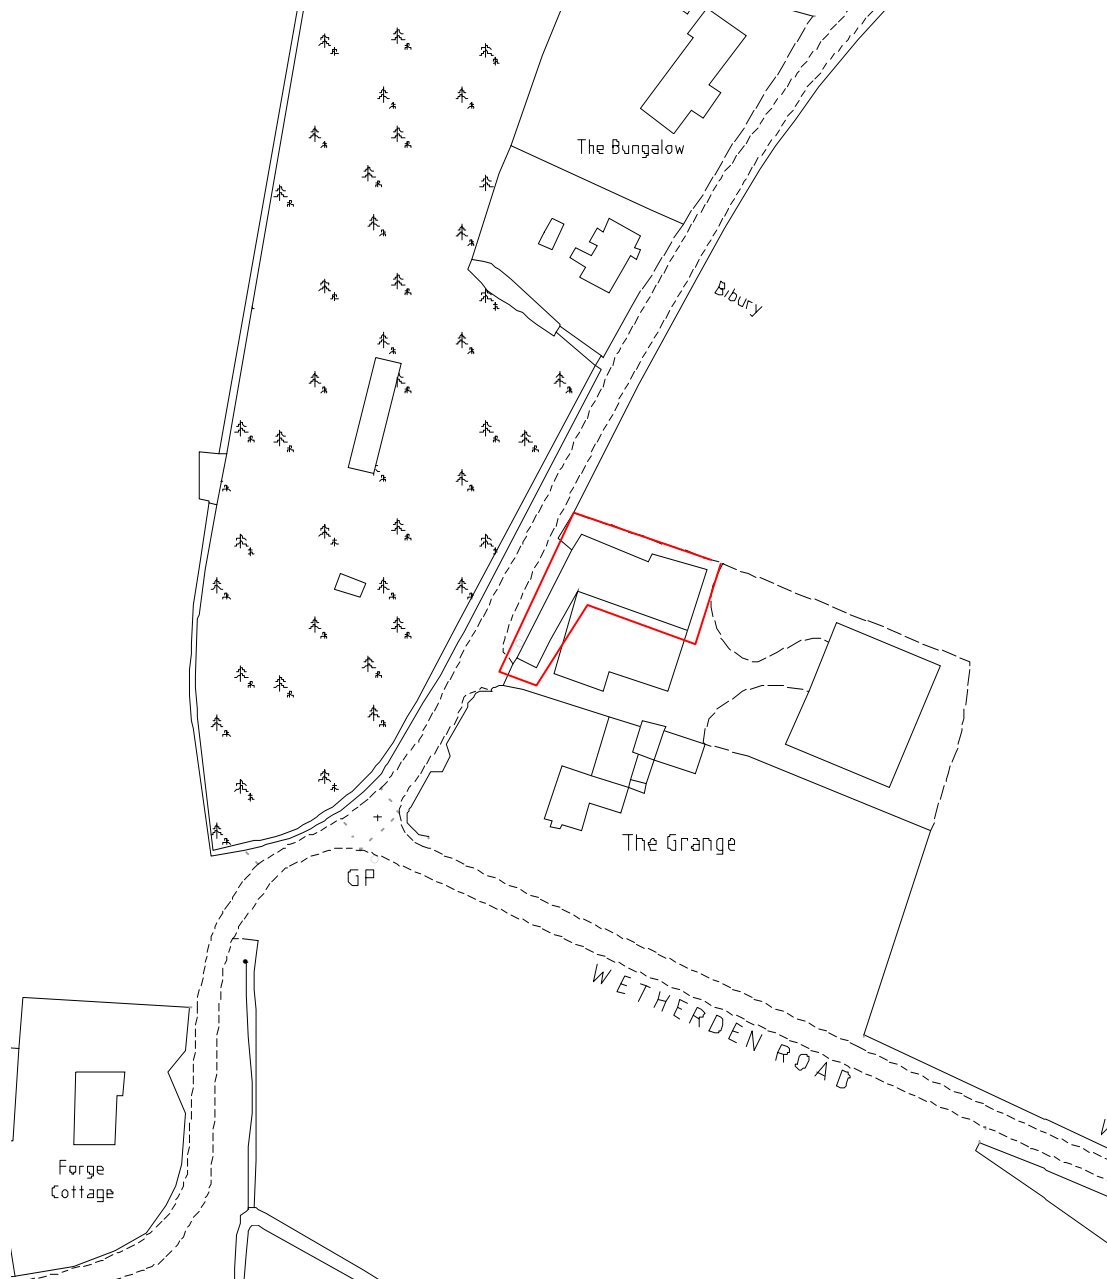 The Bungalow
Bibury
The Grange
GP
WETHERDEN ROAD
Forge
Cottage